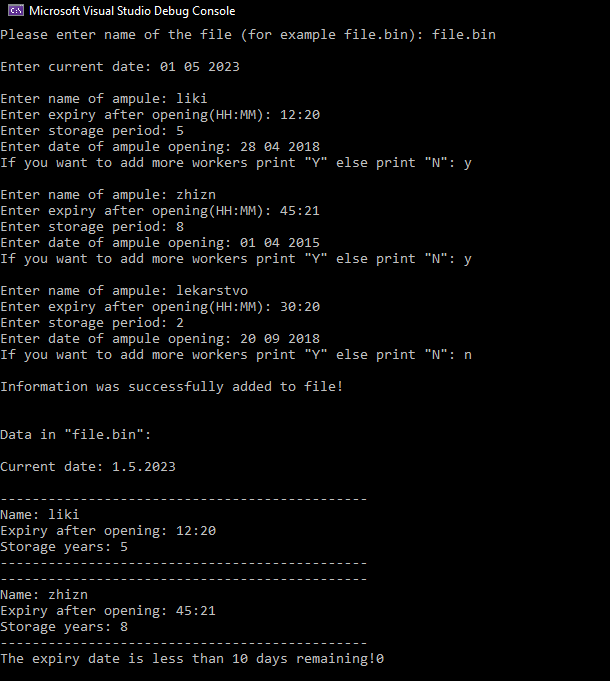 Microsoft Visual Studio Debug Console
Please enter name of the file (for example file.bin): file.bin
Enter current date: 01 05 2023
Enter name of ampule: liki
Enter expiry after opening(HH:MM): 12:20
Enter storage period: 5
Enter date of ampule opening: 28 04 2018
If you want to add more workers print "Y" else print "N": y
Enter name of ampule: zhizn
Enter expiry after opening(HH:MM): 45:21
Enter storage period: 8
Enter date of ampule opening: 01 04 2015
If you want to add more workers print "Y" else print "N": y
Enter name of ampule: lekarstvo
Enter expiry after opening(HH:MM): 30:20
Enter storage period: 2
Enter date of ampule opening: 20 09 2018
If you want to add more workers print "Y" else print "N": n
Information was successfully added to file!
Data in "file.bin":
Current date: 1.5.2023
----------------------------------------------
Name: liki
Expiry after opening: 12:20
Storage years: 5
----------------------------------------------
----------------------------------------------
Name: zhizn
Expiry after opening: 45:21
Storage years: 8
----------------------------------------------
The expiry date is less than 10 days remaining!0